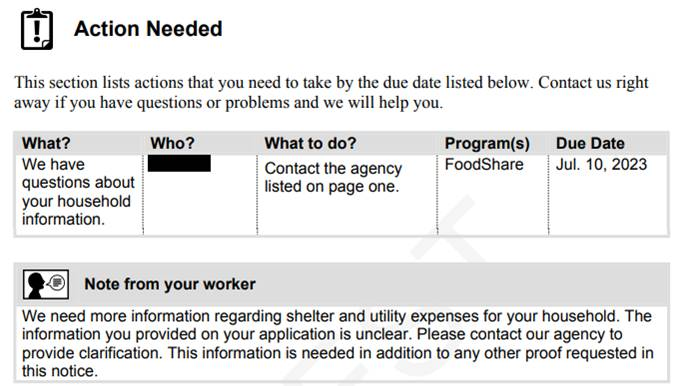 Action Needed
This section lists actions that you need to take by the due date listed below. Contact us right
away if you have questions or problems and we will help you.
What? Who? What to do? Program(s) Due Date
We have Contact the agency FoodShare Jul. 10, 2023
questions about listed on page one.
your household
information.
Note from your worker
We need more information regarding shelter and utility expenses for your household. The
information you provided on your application is unclear. Please contact our agency to
provide clarification. This information is needed in addition to any other proof requested in
this notice.